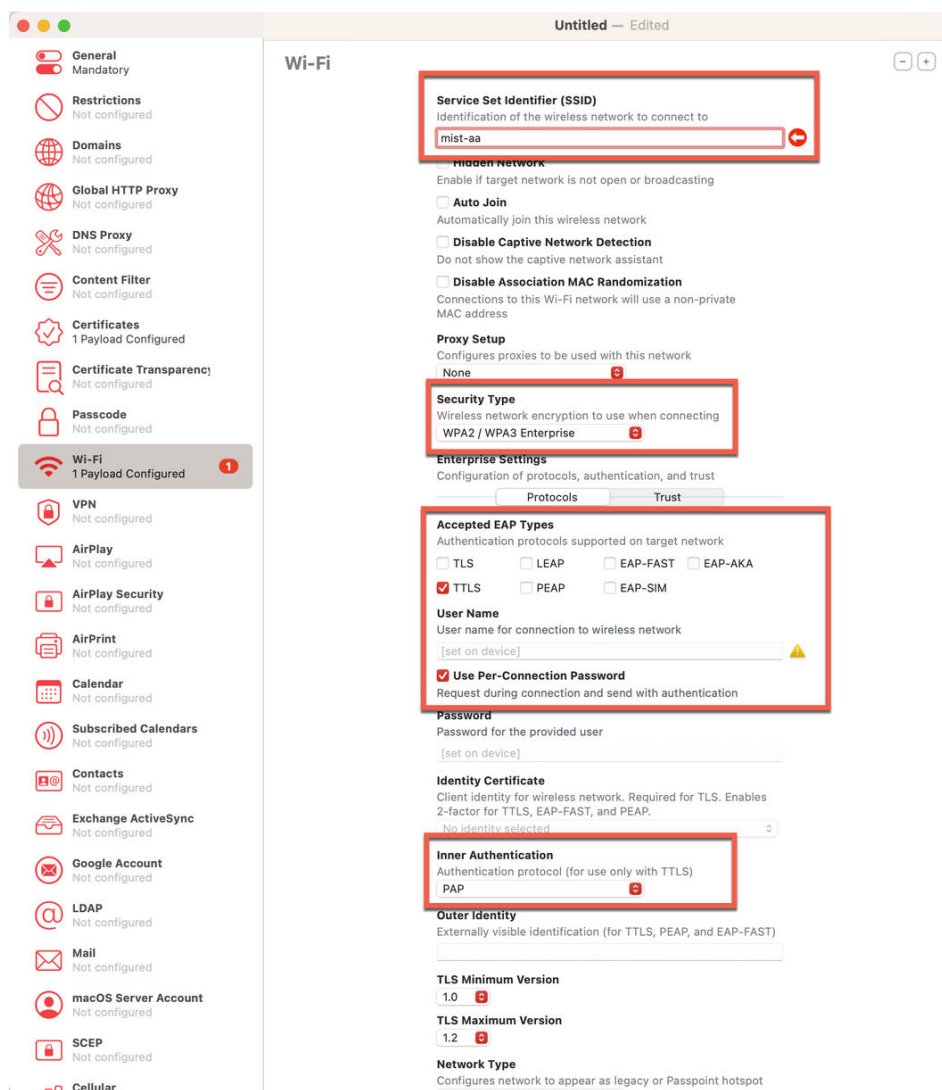 Untitled — Edited
General
Mandatory
Restrictions
Not configured
Domains
Not configured
Global HTTP Proxy
Not configured
DNS Proxy
Not configured
Content Filter
Not configured
Certificates
1 Payload Configured
Certificate Transparency
Not configured
Passcode
Not configured
Wi-Fi
1 Payload Configured
1
VPN
Not configured
AirPlay
Not configured
AirPlay Security
Not configured
AirPrint
Not configured
Calendar
Not configured
Subscribed Calendars
Not configured
Contacts
Not configured
Exchange ActiveSync
Not configured
Google Account
Not configured
LDAP
Not configured
Mail
Not configured
macOS Server Account
Not configured
SCEP
Not configured
Cellular
Wi-Fi
Service Set Identifier (SSID)
Identification of the wireless network to connect to
mist-aa
Hidden Network
Enable if target network is not open or broadcasting
Auto Join
Automatically join this wireless network
Disable Captive Network Detection
Do not show the captive network assistant
Disable Association MAC Randomization
Connections to this Wi-Fi network will use a non-private
MAC address
Proxy Setup
Configures proxies to be used with this network
None
Security Type
Wireless network encryption to use when connecting
WPA2 / WPA3 Enterprise
Enterprise Settings
Configuration of protocols, authentication, and trust
Protocols Trust
Accepted EAP Types
Authentication protocols supported on target network
TLS LEAP EAP-FAST EAP-AKA
TTLS PEAP EAP-SIM
User Name
User name for connection to wireless network
[set on device]
Use Per-Connection Password
Request during connection and send with authentication
Password
Password for the provided user
[set on device]
Identity Certificate
Client identity for wireless network. Required for TLS. Enables
2-factor for TTLS, EAP-FAST, and PEAP.
No identity selected
Inner Authentication
Authentication protocol (for use only with TTLS)
PAP
Outer Identity
Externally visible identification (for TTLS, PEAP, and EAP-FAST)
TLS Minimum Version
1.0
TLS Maximum Version
1.2
Network Type
Configures network to appear as legacy or Passpoint hotspot